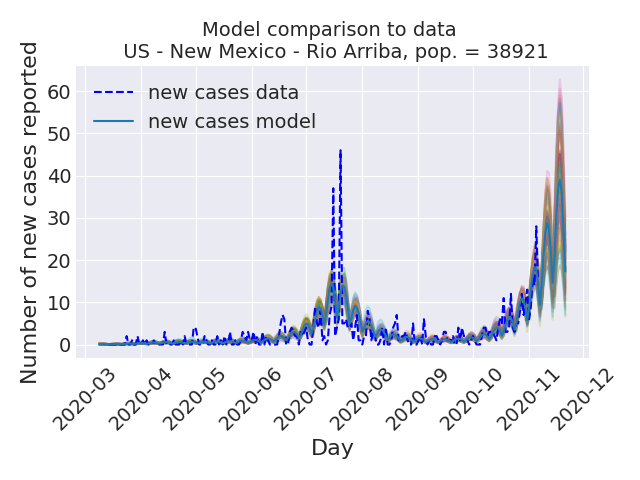 Model comparison to data
US - New Mexico - Rio Arriba, pop. = 38921
Number of new cases reported
60
50
40
30
20
10
0
new cases data
new cases model
2020-03
2020-04
2020-05
2020-06
2020-07
2020-08
2020-09
2020-10
2020-11
2020-12
Day